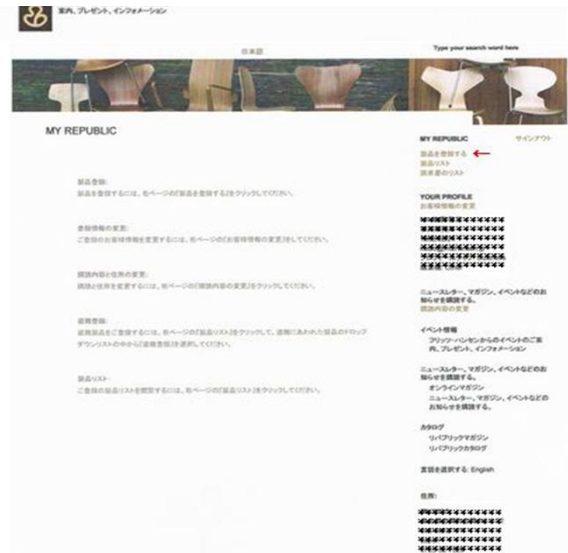 案内、プレゼント、インフォメーション
日本語
Type your search word here
MY REPUBLIC
製品登録:
製品を登録するには、右ページの『製品を登録する』をクリックしてください。
登録情報の変更:
ご登録のお客様情報を変更するには、右ページの『お客様情報の変更』をしてください。
購読内容と住所の変更:
購読と住所を変更するには、右ページの『購読内容の変更』をクリックしてください。
盗難登録:
盗難製品をご登録するには、右ページの『製品リスト』をクリックして、盗難にあわれた製品のドロップ
ダウンリストの中から『盗難登録』を選択してください。
製品リスト:
ご登録の製品リストを閲覧するには、右ページの『製品リスト』をクリックしてください。
MY REPUBLIC
サインアウト
製品を登録する
製品リスト
請求書のリスト
YOUR PROFILE
お客様情報の変更
ニュースレター、マガジン、イベントなどのお
知らせを購読する。
購読内容の変更
イベント情報
フリッツ・ハンセンからのイベントのご案
内、プレゼント、インフォメーション
ニュースレター、マガジン、イベントなどのお
知らせを購読する。
オンラインマガジン
ニュースレター、マガジン、イベントなどの
お知らせを購読する。
カタログ
リパブリックマガジン
リパブリックカタログ
言語を選択する: English
住所: